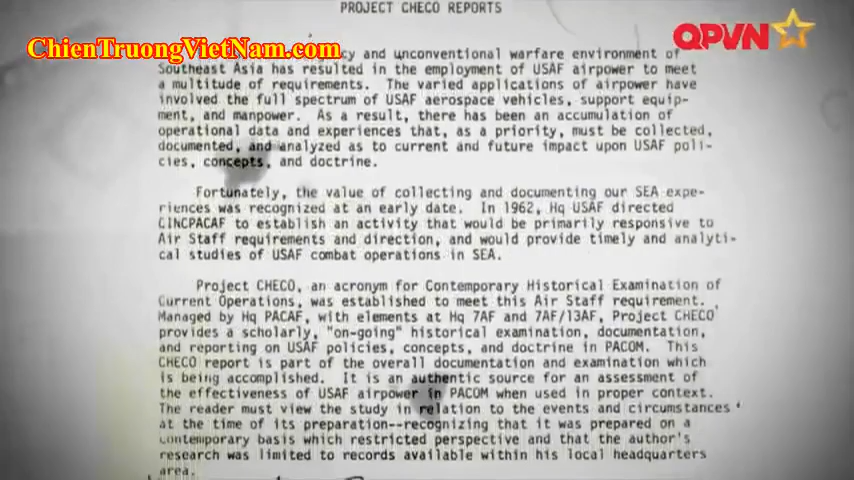 PROJECT CHECO REPORTS
ChienTruongVietNam.com
QPVN
and unconventional warfare environment of
Southeast Asia has resulted in the employment of USAF airpower to meet
a multitude of requirements. The varied applications of airpower have
involved the full spectrum of USAF aerospace vehicles, support equip-
ment, and manpower. As a result, there has been an accumulation of
operational data and experiences that, as a priority, must be collected,
documented, and analyzed as to current and future impact upon USAF poli-
cies, concepts, and doctrine.
Fortunately, the value of collecting and documenting our SEA expe-
riences was recognized at an early date. In 1962, Hq USAF directed
CINCPACAF to establish an activity that would be primarily responsive to
Air Staff requirements and direction, and would provide timely and analyti-
cal studies of USAF combat operations in SEA.
Project CHECO, an acronym for Contemporary Historical Examination of
Current Operations, was established to meet this Air Staff requirement.
Managed by Hq PACAF, with elements at Hq 7AF and 7AF/13AF, Project CHECO
provides a scholarly, "on-going" historical examination, documentation,
and reporting on USAF policies, concepts, and doctrine in PACOM. This
CHECO report is part of the overall documentation and examination which
is being accomplished. It is an authentic source for an assessment of
the effectiveness of USAF airpower in PACOM when used in proper context.
The reader must view the study in relation to the events and circumstances
at the time of its preparation--recognizing that it was prepared on a
contemporary basis which restricted perspective and that the author's
research was limited to records available within his local headquarters
area.